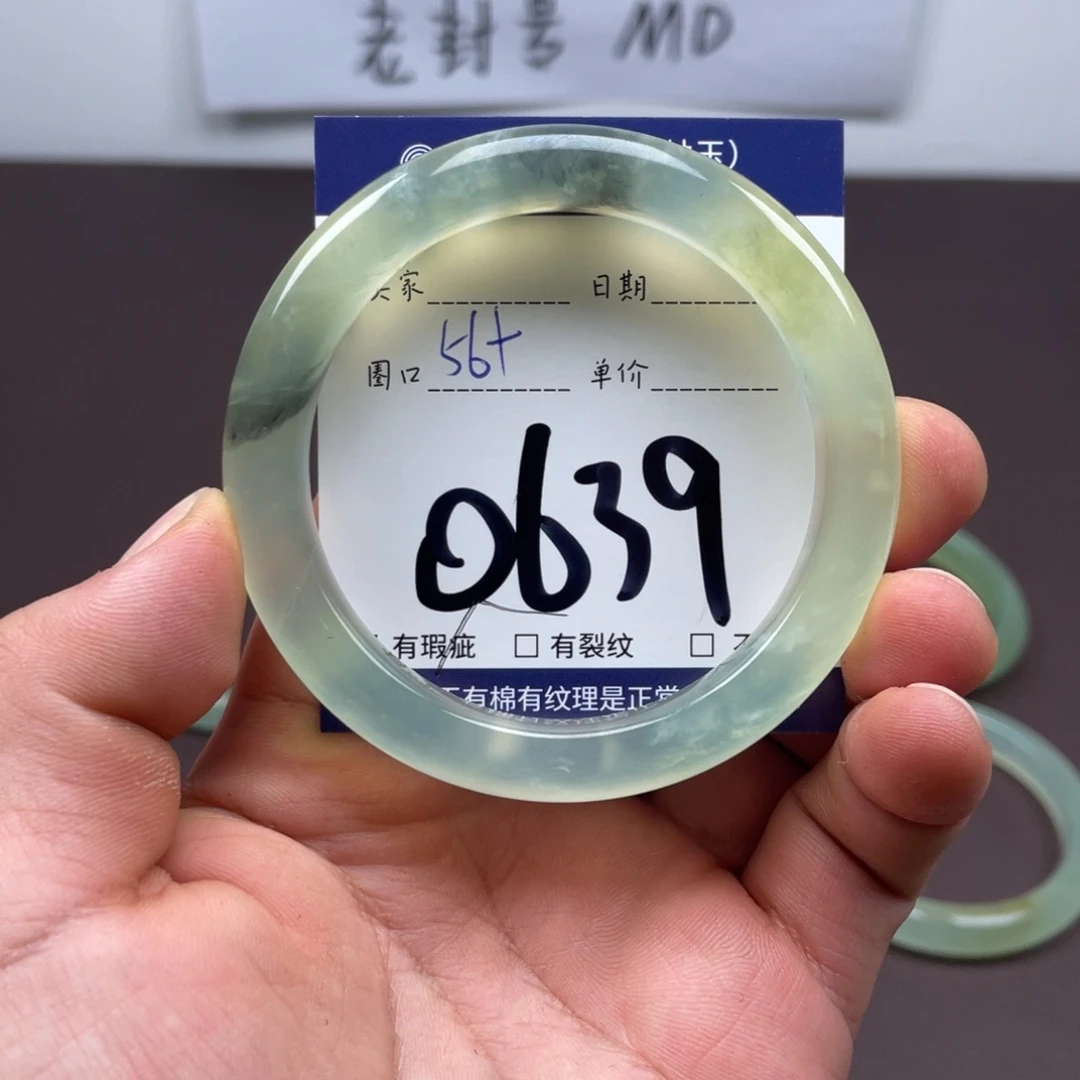 老封号 MD
玉）
家 日期
圈口 56+ 单价
0639
有瑕疵 □ 有裂纹 □
有棉有纹理是正常